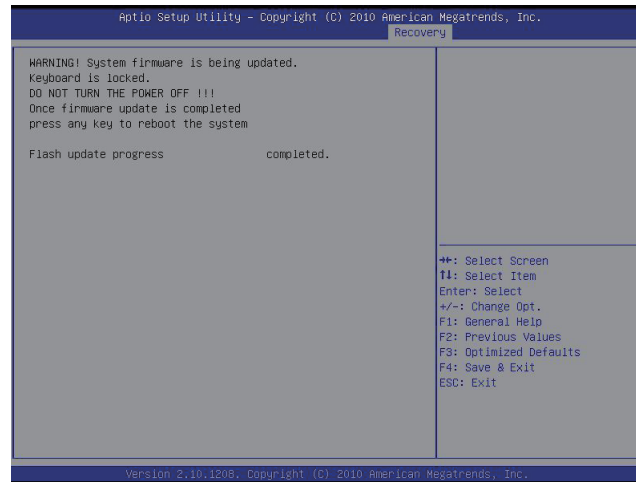 Aptio Setup Utility – Copyright (C) 2010 American Megatrends, Inc.
Recovery
WARNING! System firmware is being updated.
Keyboard is locked.
DO NOT TURN THE POWER OFF !!!
Once firmware update is completed
press any key to reboot the system
Flash update progress completed.
→←: Select Screen
↑↓: Select Item
Enter: Select
+/-: Change Opt.
F1: General Help
F2: Previous Values
F3: Optimized Defaults
F4: Save & Exit
ESC: Exit
Version 2.10.1208. Copyright (C) 2010 American Megatrends, Inc.